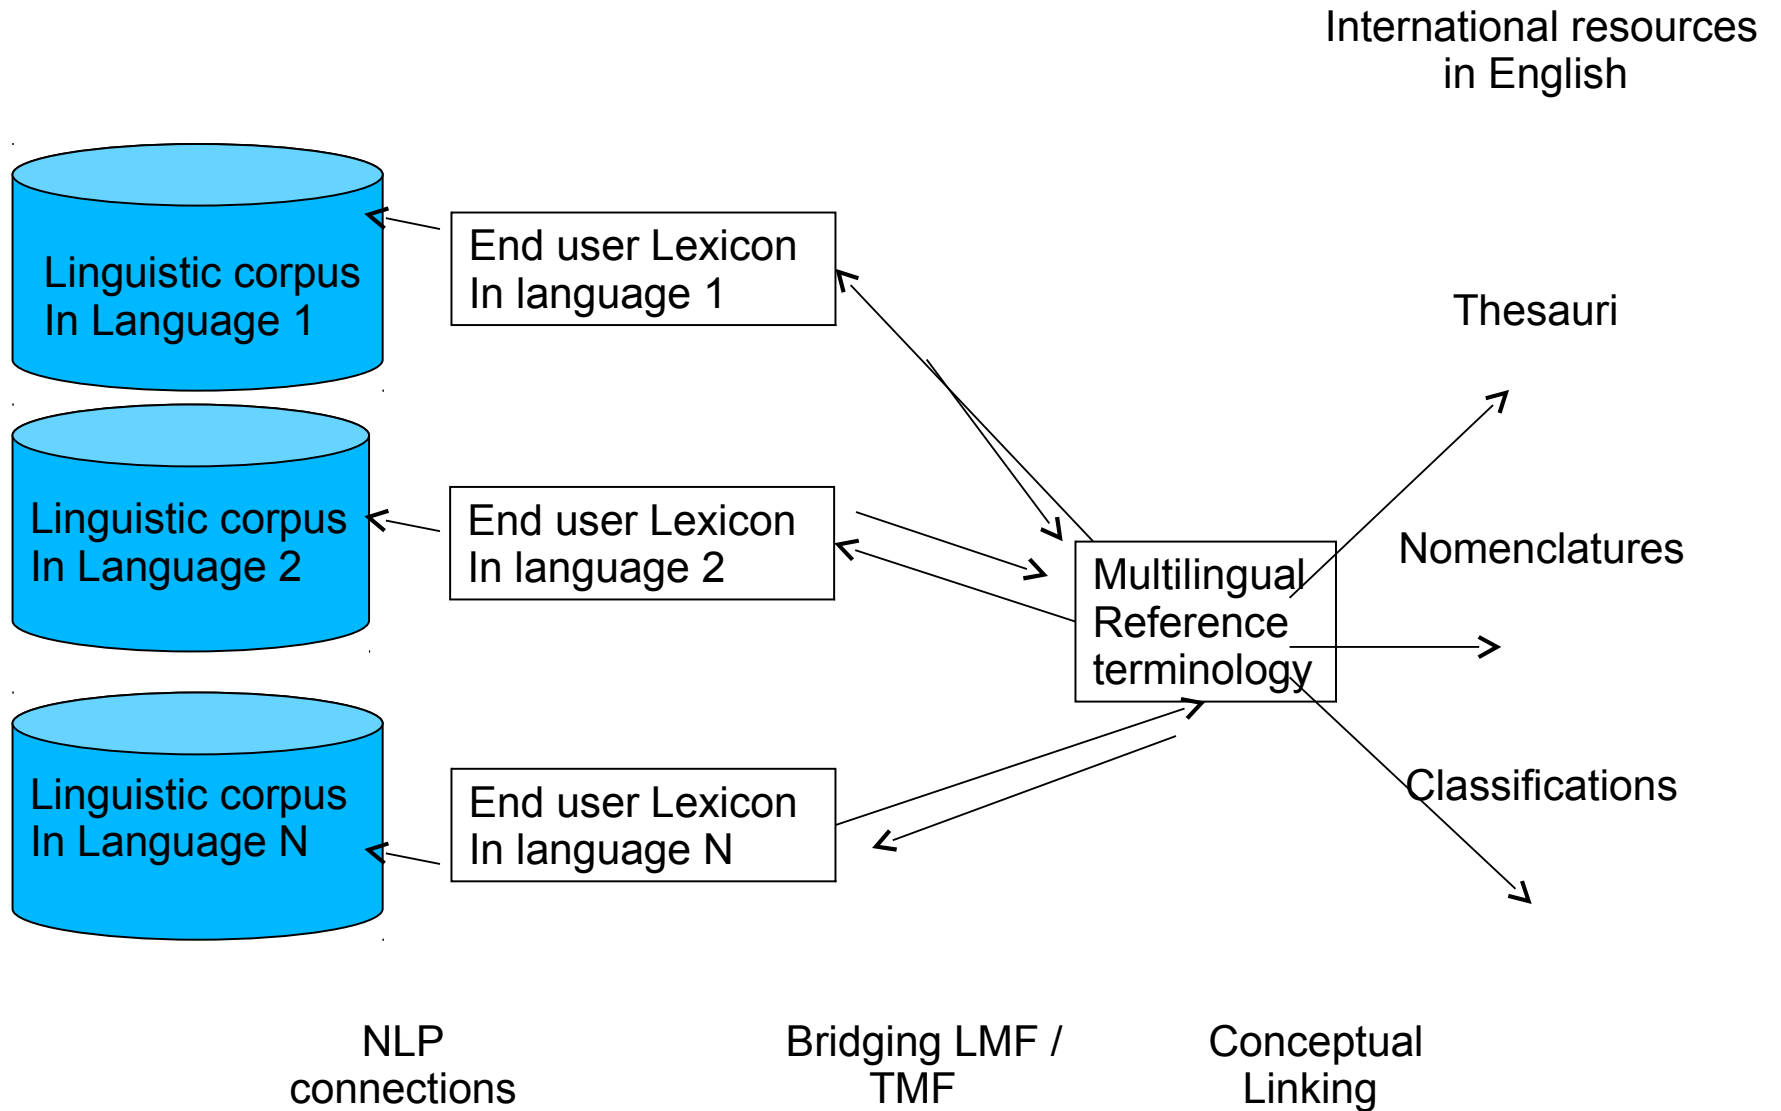 International resources
in English
Linguistic corpus
In Language 1
End user Lexicon
In language 1
Thesauri
Linguistic corpus
In Language 2
End user Lexicon
In language 2
Multilingual
Reference
terminology
Nomenclatures
Linguistic corpus
In Language N
End user Lexicon
In language N
Classifications
NLP
connections
Bridging LMF /
TMF
Conceptual
Linking